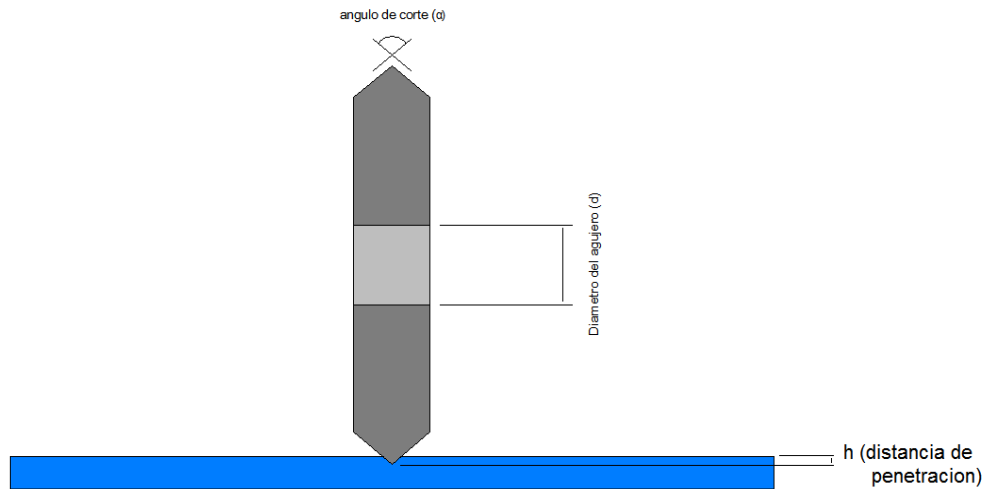 angulo de corte (α)
Diametro del agujero (d)
h (distancia de
penetracion)